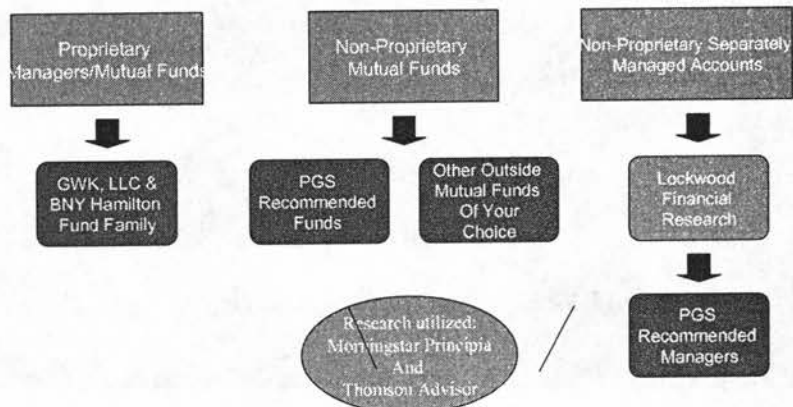 Proprietary
Managers/Mutual Funds
Non-Proprietary
Mutual Funds
Non-Proprietary Separately
Managed Accounts
GWK, LLC &
BNY Hamilton
Fund Family
PGS
Recommended
Funds
Other Outside
Mutual Funds
Of Your
Choice
Lockwood
Financial
Research
PGS
Recommended
Managers
Research utilized:
Morningstar Principia
And
Thomson Advisor